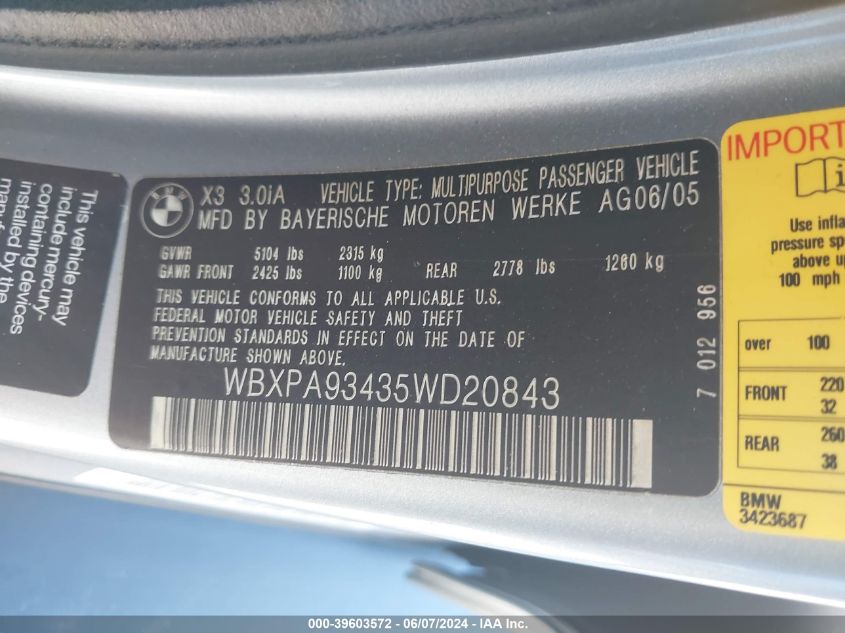 This vehicle may
include mercury-
containing devices
installed by the
manuf
X3 3.0iA VEHICLE TYPE: MULTIPURPOSE PASSENGER VEHICLE
MFD BY BAYERISCHE MOTOREN WERKE AG06/05
GVWR 5104 lbs 2315 kg
GAWR FRONT 2425 lbs 1100 kg REAR 2778 lbs 1260 kg
THIS VEHICLE CONFORMS TO ALL APPLICABLE U.S.
FEDERAL MOTOR VEHICLE SAFETY AND THEFT
PREVENTION STANDARDS IN EFFECT ON THE DATE OF
MANUFACTURE SHOWN ABOVE.
WBXPA93435WD20843
7 012 956
IMPORT
Use infla
pressure spe
above up
100 mph
over 100
FRONT 220
32
REAR 260
38
BMW
3423687
000-39603572 - 06/07/2024 - IAA Inc.